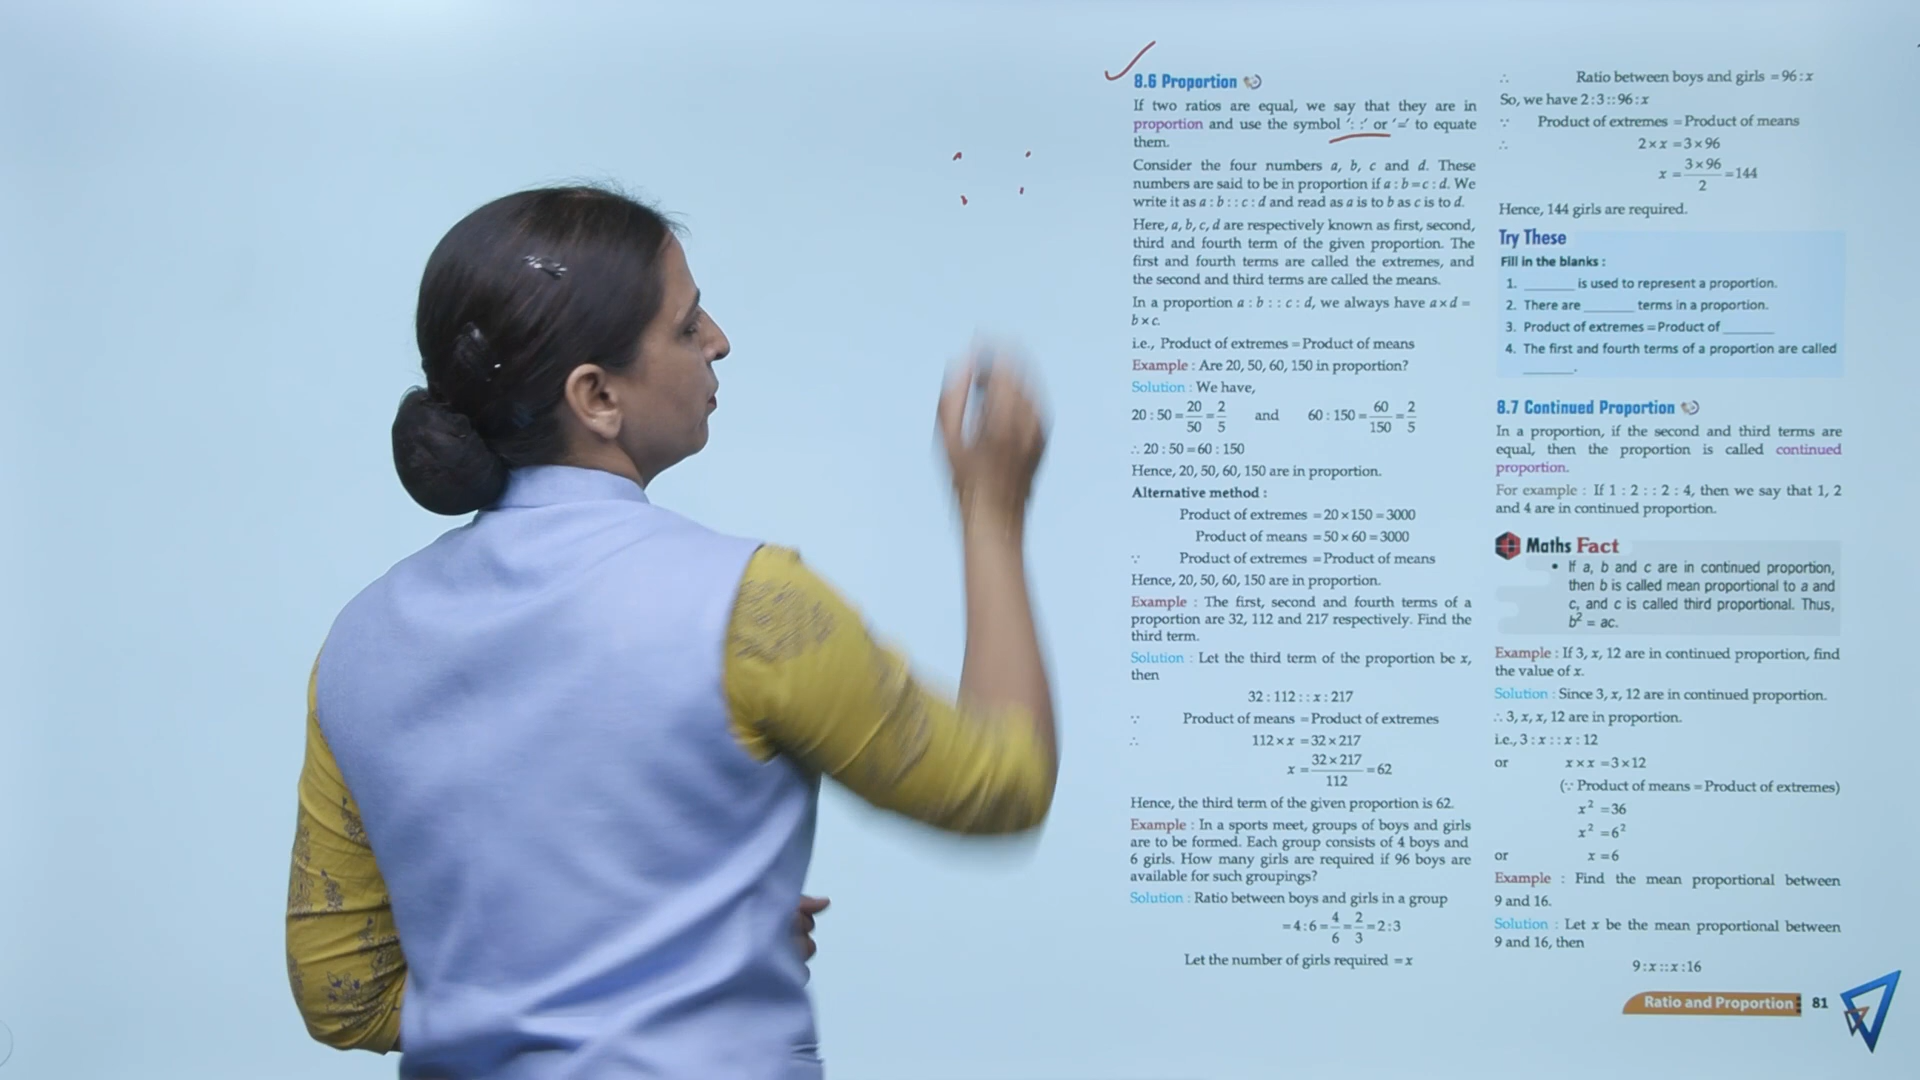 8.6 Proportion
If two ratios are equal, we say that they are in
proportion and use the symbol ‘: :’ or ‘=’ to equate
them.
Consider the four numbers a, b, c and d. These
numbers are said to be in proportion if a : b = c : d. We
write it as a : b : : c : d and read as a is to b as c is to d.
Here, a, b, c, d are respectively known as first, second,
third and fourth term of the given proportion. The
first and fourth terms are called the extremes, and
the second and third terms are called the means.
In a proportion a : b : : c : d, we always have a×d =
b×c.
i.e., Product of extremes = Product of means
Example : Are 20, 50, 60, 150 in proportion?
Solution : We have,
20 : 50 = 20/50 = 2/5 and 60 : 150 = 60/150 = 2/5
∴ 20 : 50 = 60 : 150
Hence, 20, 50, 60, 150 are in proportion.
Alternative method :
Product of extremes = 20 × 150 = 3000
Product of means = 50 × 60 = 3000
∵ Product of extremes = Product of means
Hence, 20, 50, 60, 150 are in proportion.
Example : The first, second and fourth terms of a
proportion are 32, 112 and 217 respectively. Find the
third term.
Solution : Let the third term of the proportion be x,
then
32 : 112 : : x : 217
∵ Product of means = Product of extremes
∴ 112 × x = 32 × 217
x = 32×217/112 = 62
Hence, the third term of the given proportion is 62.
Example : In a sports meet, groups of boys and girls
are to be formed. Each group consists of 4 boys and
6 girls. How many girls are required if 96 boys are
available for such groupings?
Solution : Ratio between boys and girls in a group
= 4 : 6 = 4/6 = 2/3 = 2 : 3
Let the number of girls required = x
∴ Ratio between boys and girls = 96 : x
So, we have 2 : 3 : : 96 : x
∵ Product of extremes = Product of means
∴ 2 × x = 3 × 96
x = 3×96/2 = 144
Hence, 144 girls are required.
Try These
Fill in the blanks :
1. ______ is used to represent a proportion.
2. There are ______ terms in a proportion.
3. Product of extremes = Product of ______
4. The first and fourth terms of a proportion are called
______.
8.7 Continued Proportion
In a proportion, if the second and third terms are
equal, then the proportion is called continued
proportion.
For example : If 1 : 2 : : 2 : 4, then we say that 1, 2
and 4 are in continued proportion.
Maths Fact
• If a, b and c are in continued proportion,
then b is called mean proportional to a and
c, and c is called third proportional. Thus,
b² = ac.
Example : If 3, x, 12 are in continued proportion, find
the value of x.
Solution : Since 3, x, 12 are in continued proportion.
∴ 3, x, x, 12 are in proportion.
i.e., 3 : x : : x : 12
or x × x = 3 × 12
(∵ Product of means = Product of extremes)
x² = 36
x² = 6²
or x = 6
Example : Find the mean proportional between
9 and 16.
Solution : Let x be the mean proportional between
9 and 16, then
9 : x : : x : 16
Ratio and Proportion 81